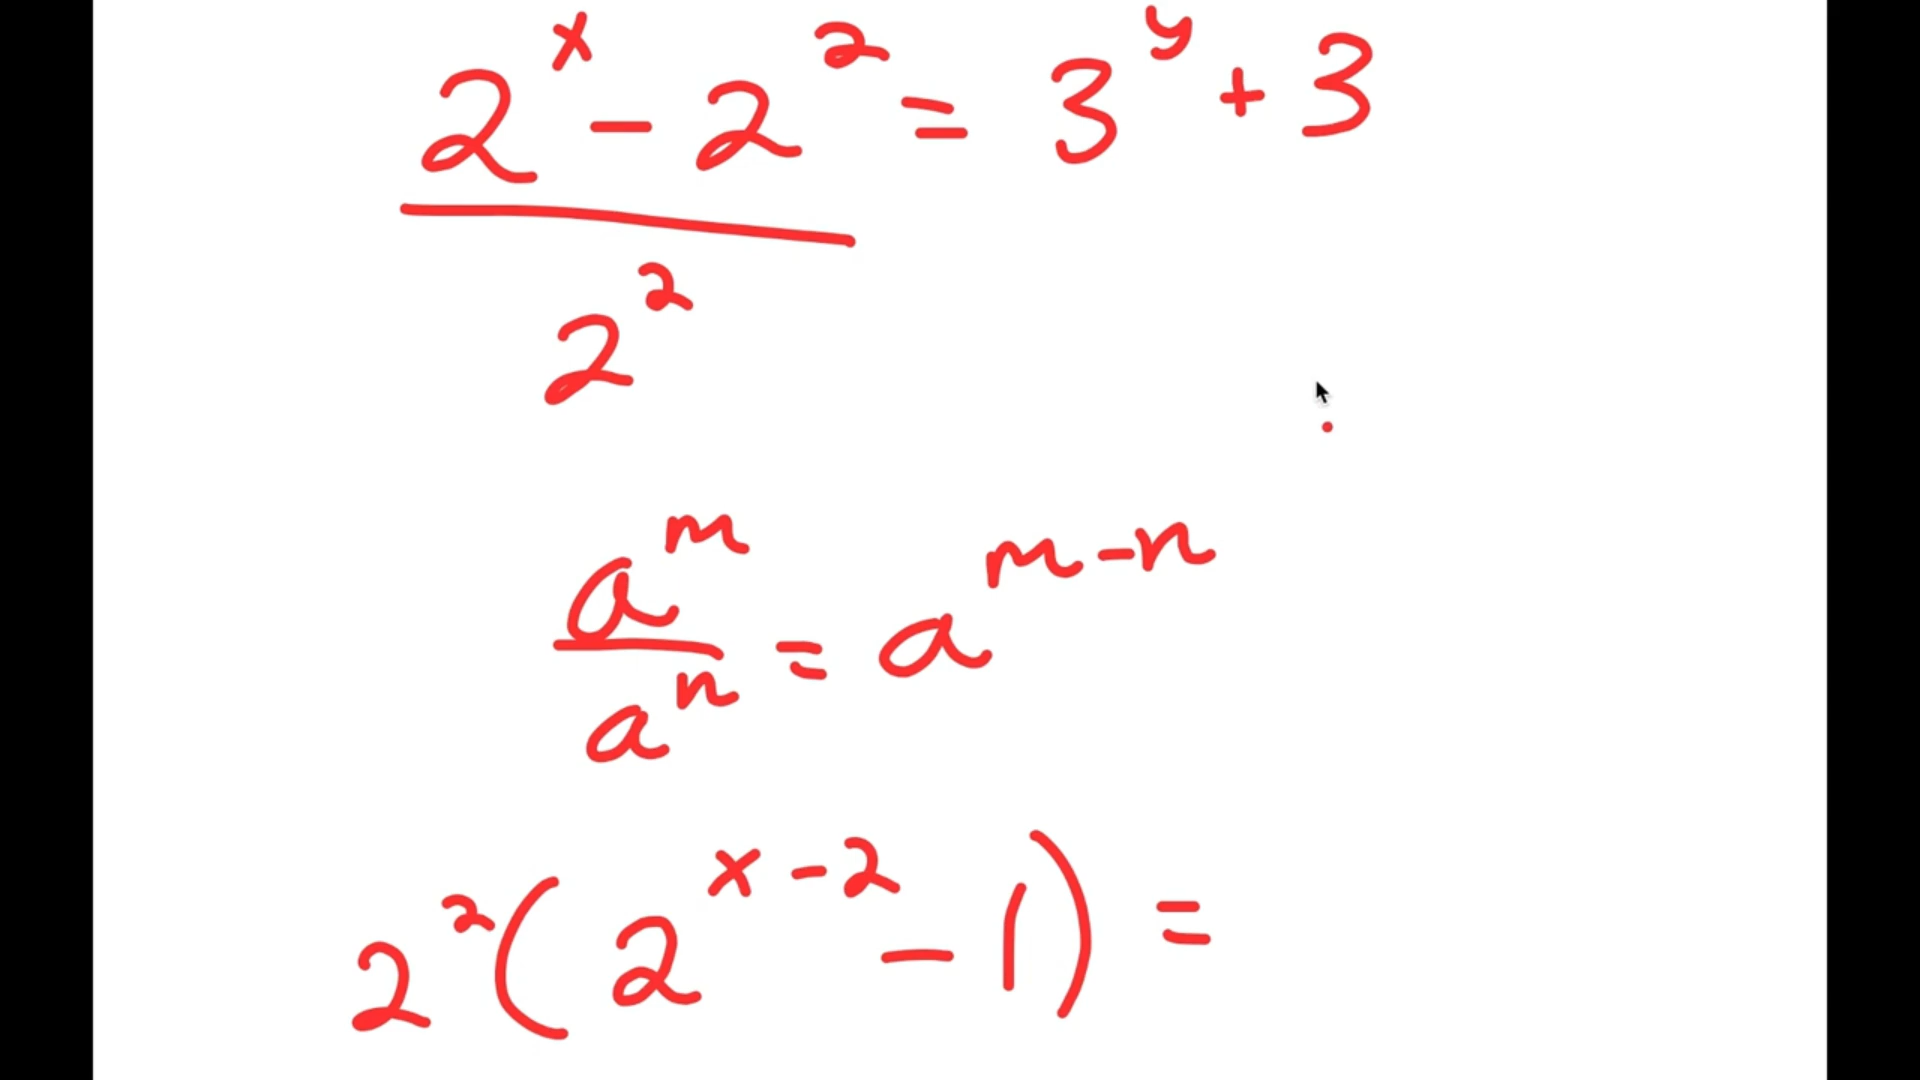 2^x - 2^2 = 3^y + 3
2^2
a^m / a^n = a^(m-n)
2^2 (2^(x-2) - 1) =